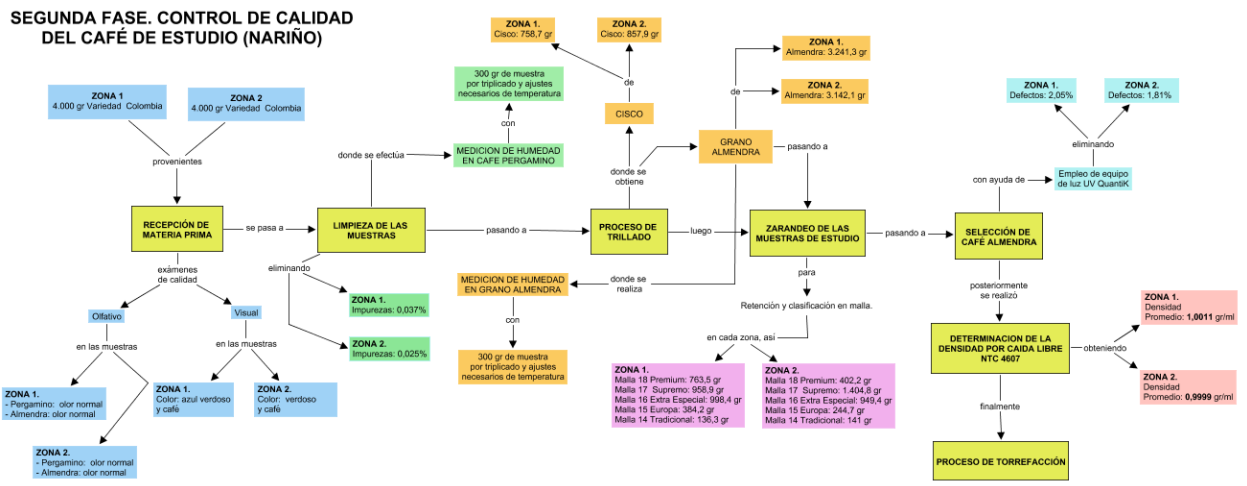 SEGUNDA FASE. CONTROL DE CALIDAD
DEL CAFÉ DE ESTUDIO (NARIÑO)
ZONA 1
4.000 gr Variedad Colombia
ZONA 2
4.000 gr Variedad Colombia
provenientes
RECEPCIÓN DE
MATERIA PRIMA
exámenes
de calidad
Olfativo
Visual
en las muestras
en las muestras
ZONA 1.
- Pergamino: olor normal
- Almendra: olor normal
ZONA 2.
- Pergamino: olor normal
- Almendra: olor normal
ZONA 1.
Color: azul verdoso
y café
ZONA 2.
Color: verdoso
y café
se pasa a
LIMPIEZA DE LAS
MUESTRAS
eliminando
ZONA 1.
Impurezas: 0,037%
ZONA 2.
Impurezas: 0,025%
donde se efectúa
MEDICION DE HUMEDAD
EN CAFE PERGAMINO
con
300 gr de muestra
por triplicado y ajustes
necesarios de temperatura
pasando a
PROCESO DE
TRILLADO
donde se
obtiene
CISCO
de
ZONA 1.
Cisco: 758,7 gr
ZONA 2.
Cisco: 857,9 gr
GRANO
ALMENDRA
de
ZONA 1.
Almendra: 3.241,3 gr
ZONA 2.
Almendra: 3.142,1 gr
pasando a
donde se
realiza
MEDICION DE HUMEDAD
EN GRANO ALMENDRA
con
300 gr de muestra
por triplicado y ajustes
necesarios de temperatura
luego
ZARANDEO DE LAS
MUESTRAS DE ESTUDIO
para
Retención y clasificación en malla.
en cada zona, así
ZONA 1.
Malla 18 Premium: 763,5 gr
Malla 17 Supremo: 958,9 gr
Malla 16 Extra Especial: 998,4 gr
Malla 15 Europa: 384,2 gr
Malla 14 Tradicional: 136,3 gr
ZONA 2.
Malla 18 Premium: 402,2 gr
Malla 17 Supremo: 1.404,8 gr
Malla 16 Extra Especial: 949,4 gr
Malla 15 Europa: 244,7 gr
Malla 14 Tradicional: 141 gr
pasando a
SELECCIÓN DE
CAFÉ ALMENDRA
con ayuda de
Empleo de equipo
de luz UV QuantiK
eliminando
ZONA 1.
Defectos: 2,05%
ZONA 2.
Defectos: 1,81%
posteriormente
se realizó
DETERMINACION DE LA
DENSIDAD POR CAIDA LIBRE
NTC 4607
obteniendo
ZONA 1.
Densidad
Promedio: 1,0011 gr/ml
ZONA 2.
Densidad
Promedio: 0,9999 gr/ml
finalmente
PROCESO DE TORREFACCIÓN